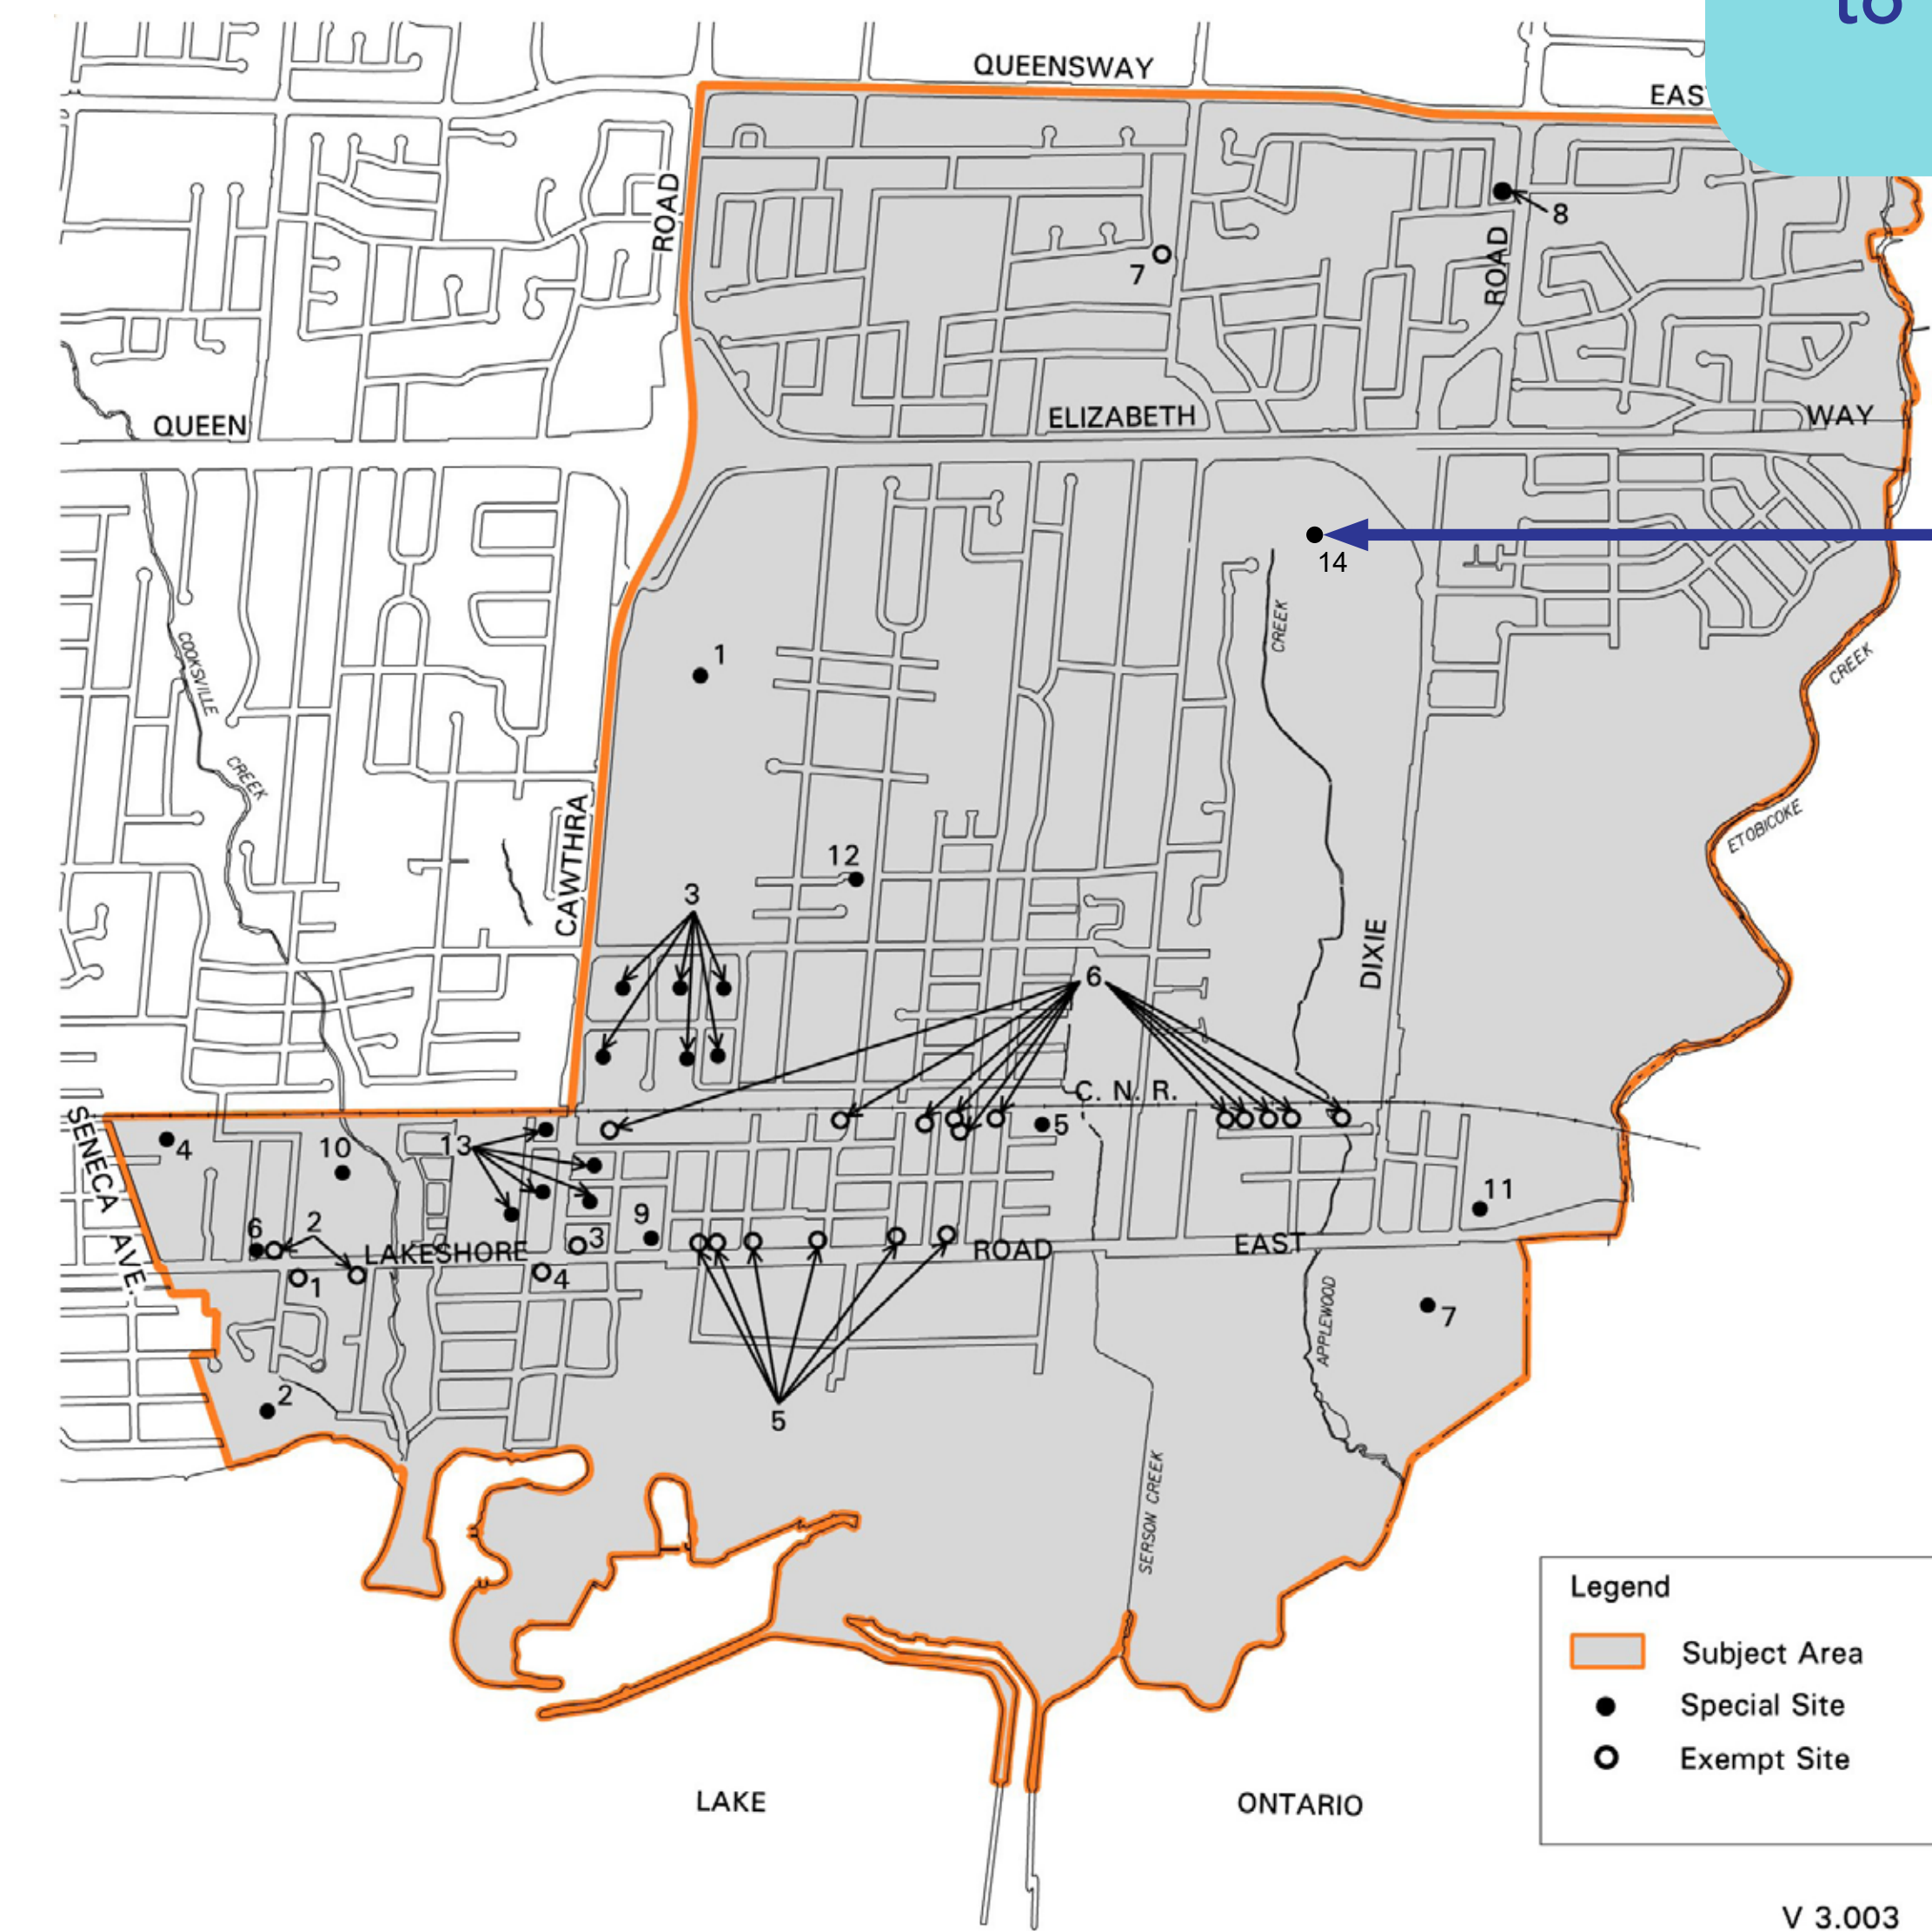 to
QUEENSWAY
EAS
ROAD
8
ROAD
7
QUEEN
ELIZABETH
WAY
14
CREEK
COOKSVILLE
1
CREEK
CREEK
ETOBICOKE
CAWTHRA
12
3
DIXIE
6
C. N. R.
SENECA
4
10
13
5
11
6
2
9
3
LAKESHORE
ROAD
EAST
AVE.
1
4
APPLEWOOD
7
2
5
SERSON CREEK
Legend
Subject Area
Special Site
Exempt Site
LAKE
ONTARIO
V 3.003